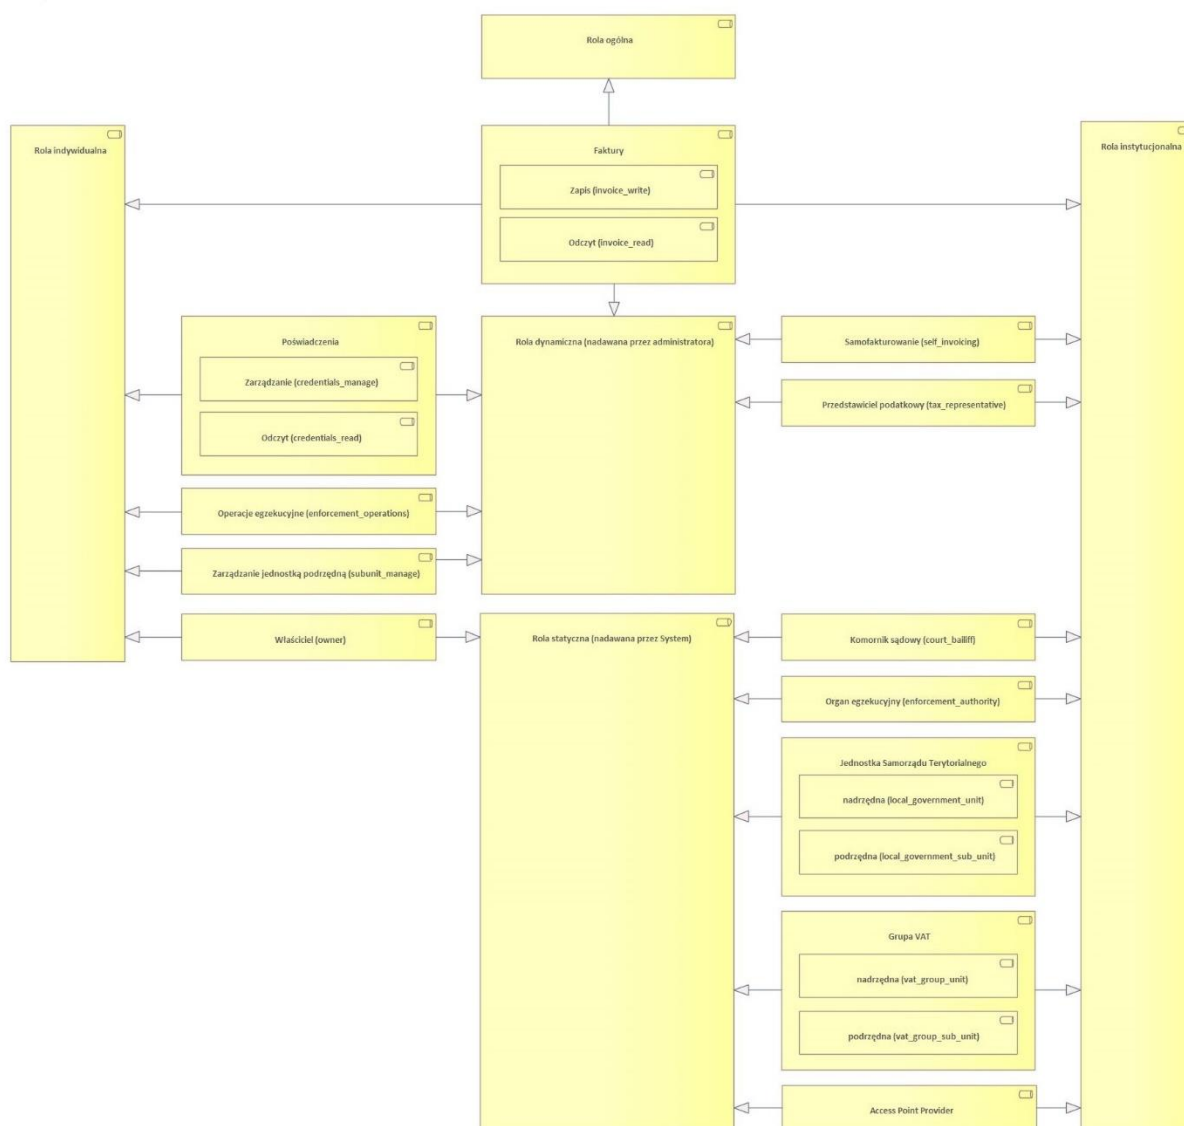 Rola ogólna
Rola indywidualna
Faktury
Rola instytucjonalna
Zapis (invoice_write)
Odczyt (invoice_read)
Poświadczenia
Rola dynamiczna (nadawana przez administratora)
Samofakturowanie (self_invoicing)
Zarządzanie (credentials_manage)
Przedstawiciel podatkowy (tax_representative)
Odczyt (credentials_read)
Operacje egzekucyjne (enforcement_operations)
Zarządzanie jednostką podrzędną (subunit_manage)
Właściciel (owner)
Rola statyczna (nadawana przez System)
Komornik sądowy (court_bailiff)
Organ egzekucyjny (enforcement_authority)
Jednostka Samorządu Terytorialnego
nadrzędna (local_government_unit)
podrzędna (local_government_sub_unit)
Grupa VAT
nadrzędna (vat_group_unit)
podrzędna (vat_group_sub_unit)
Access Point Provider